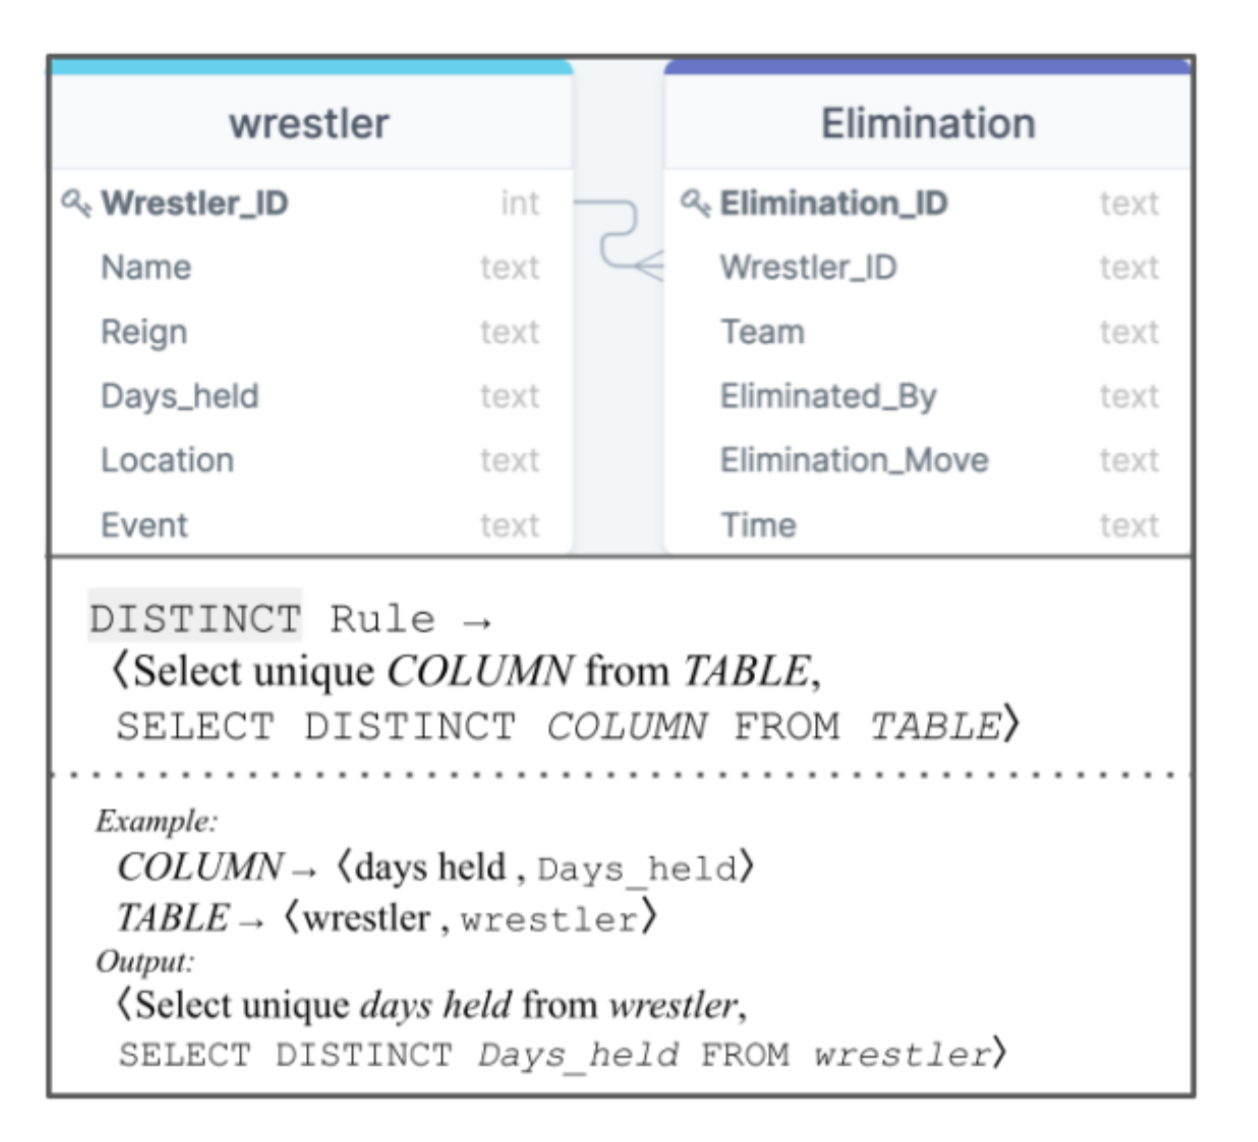 wrestler
Wrestler_ID int
Name text
Reign text
Days_held text
Location text
Event text
Elimination
Elimination_ID text
Wrestler_ID text
Team text
Eliminated_By text
Elimination_Move text
Time text
DISTINCT Rule →
⟨Select unique COLUMN from TABLE,
SELECT DISTINCT COLUMN FROM TABLE⟩
Example:
COLUMN → ⟨days held , Days_held⟩
TABLE → ⟨wrestler , wrestler⟩
Output:
⟨Select unique days held from wrestler,
SELECT DISTINCT Days_held FROM wrestler⟩